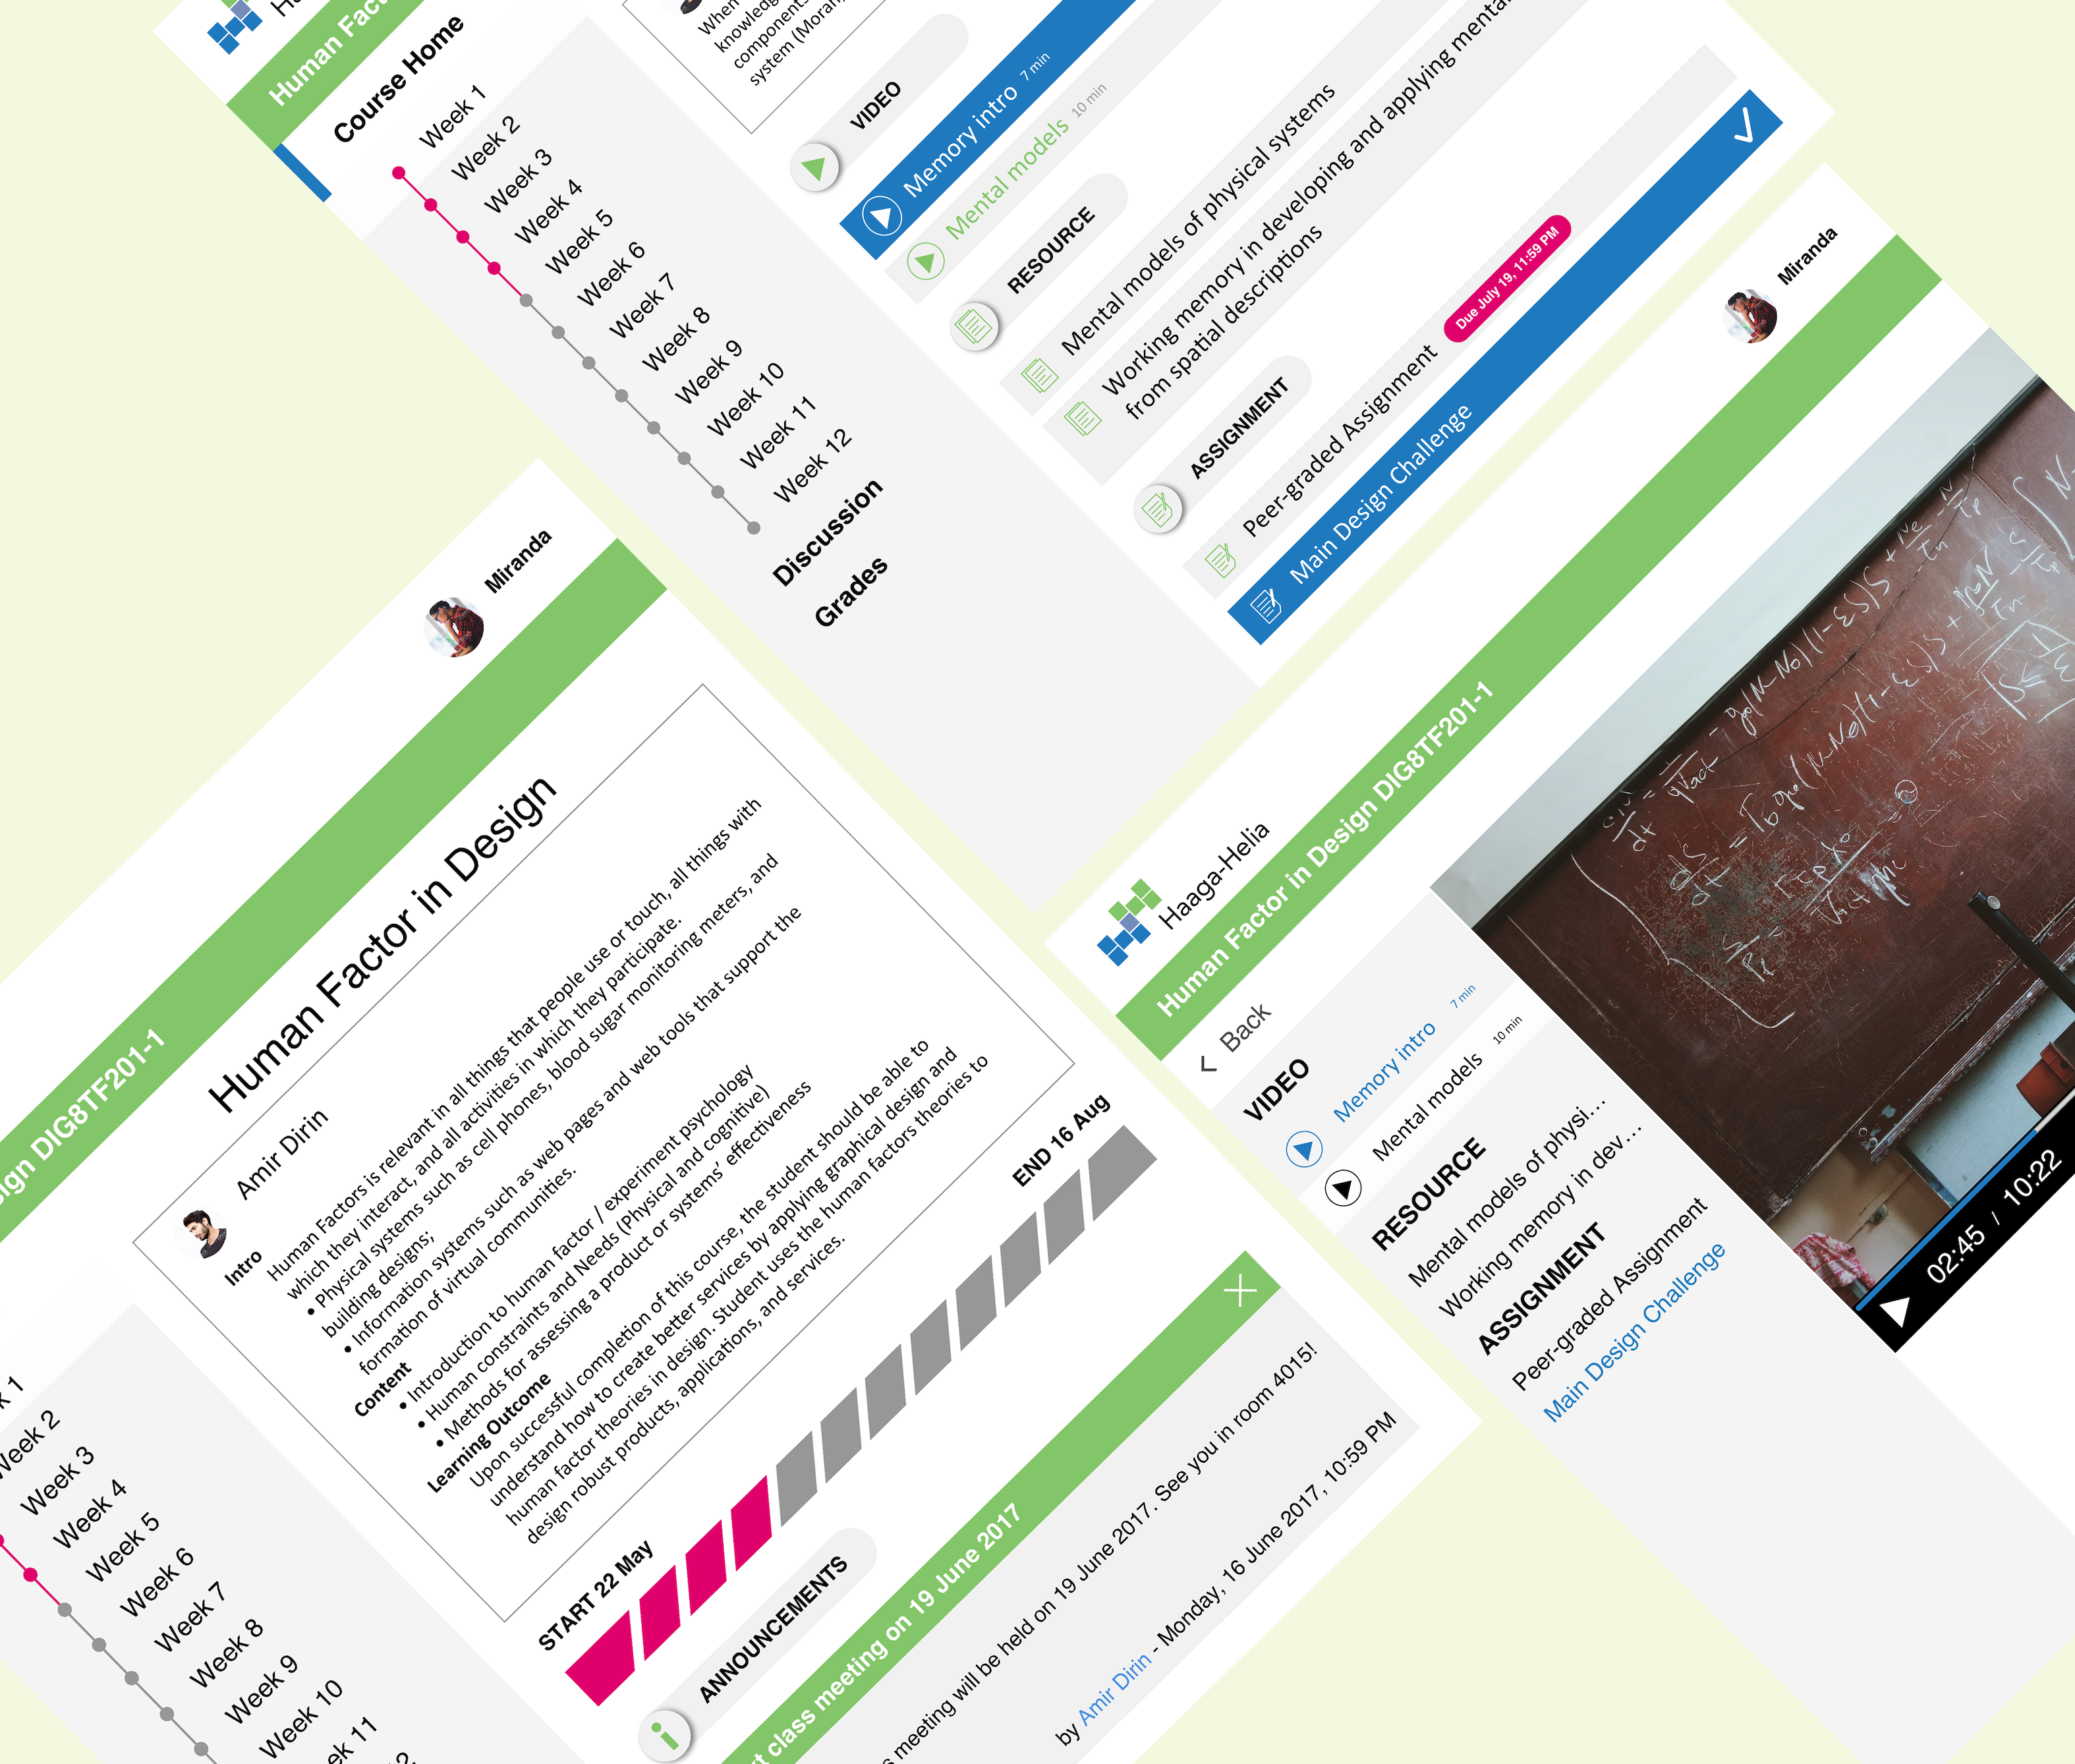 Human Fac
Course Home
Week 1
Week 2
Week 3
Week 4
Week 5
Week 6
Week 7
Week 8
Week 9
Week 10
Week 11
Week 12
Discussion
Grades
When
knowledg
components
system (Moran,
VIDEO
Memory intro 7 min
Mental models 10 min
RESOURCE
Mental models of physical systems
Working memory in developing and applying mental
from spatial descriptions
ASSIGNMENT
Peer-graded Assignment Due July 19, 11:59 PM
Main Design Challenge
Miranda
sign DIG8TF201-1
Week 2
Week 3
Week 4
Week 5
Week 6
Week 7
Week 8
Week 9
Week 10
Human Factor in Design
Amir Dirin
Intro
Human Factors is relevant in all things that people use or touch, all things with
which they interact, and all activities in which they participate.
• Physical systems such as cell phones, blood sugar monitoring meters, and
building designs;
• Information systems such as web pages and web tools that support the
formation of virtual communities.
Content
• Introduction to human factor / experiment psychology
• Human constraints and Needs (Physical and cognitive)
• Methods for assessing a product or systems' effectiveness
Learning Outcome
Upon successful completion of this course, the student should be able to
understand how to create better services by applying graphical design and
human factor theories in design. Student uses the human factors theories to
design robust products, applications, and services.
START 22 May
END 16 Aug
ANNOUNCEMENTS
class meeting on 19 June 2017
meeting will be held on 19 June 2017. See you in room 4015!
by Amir Dirin - Monday, 16 June 2017, 10:59 PM
Haaga-Helia
Miranda
Human Factor in Design DIG8TF201-1
Back
VIDEO
Memory intro 7 min
Mental models 10 min
RESOURCE
Mental models of physi...
Working memory in dev...
ASSIGNMENT
Peer-graded Assignment
Main Design Challenge
02:45 / 10:22